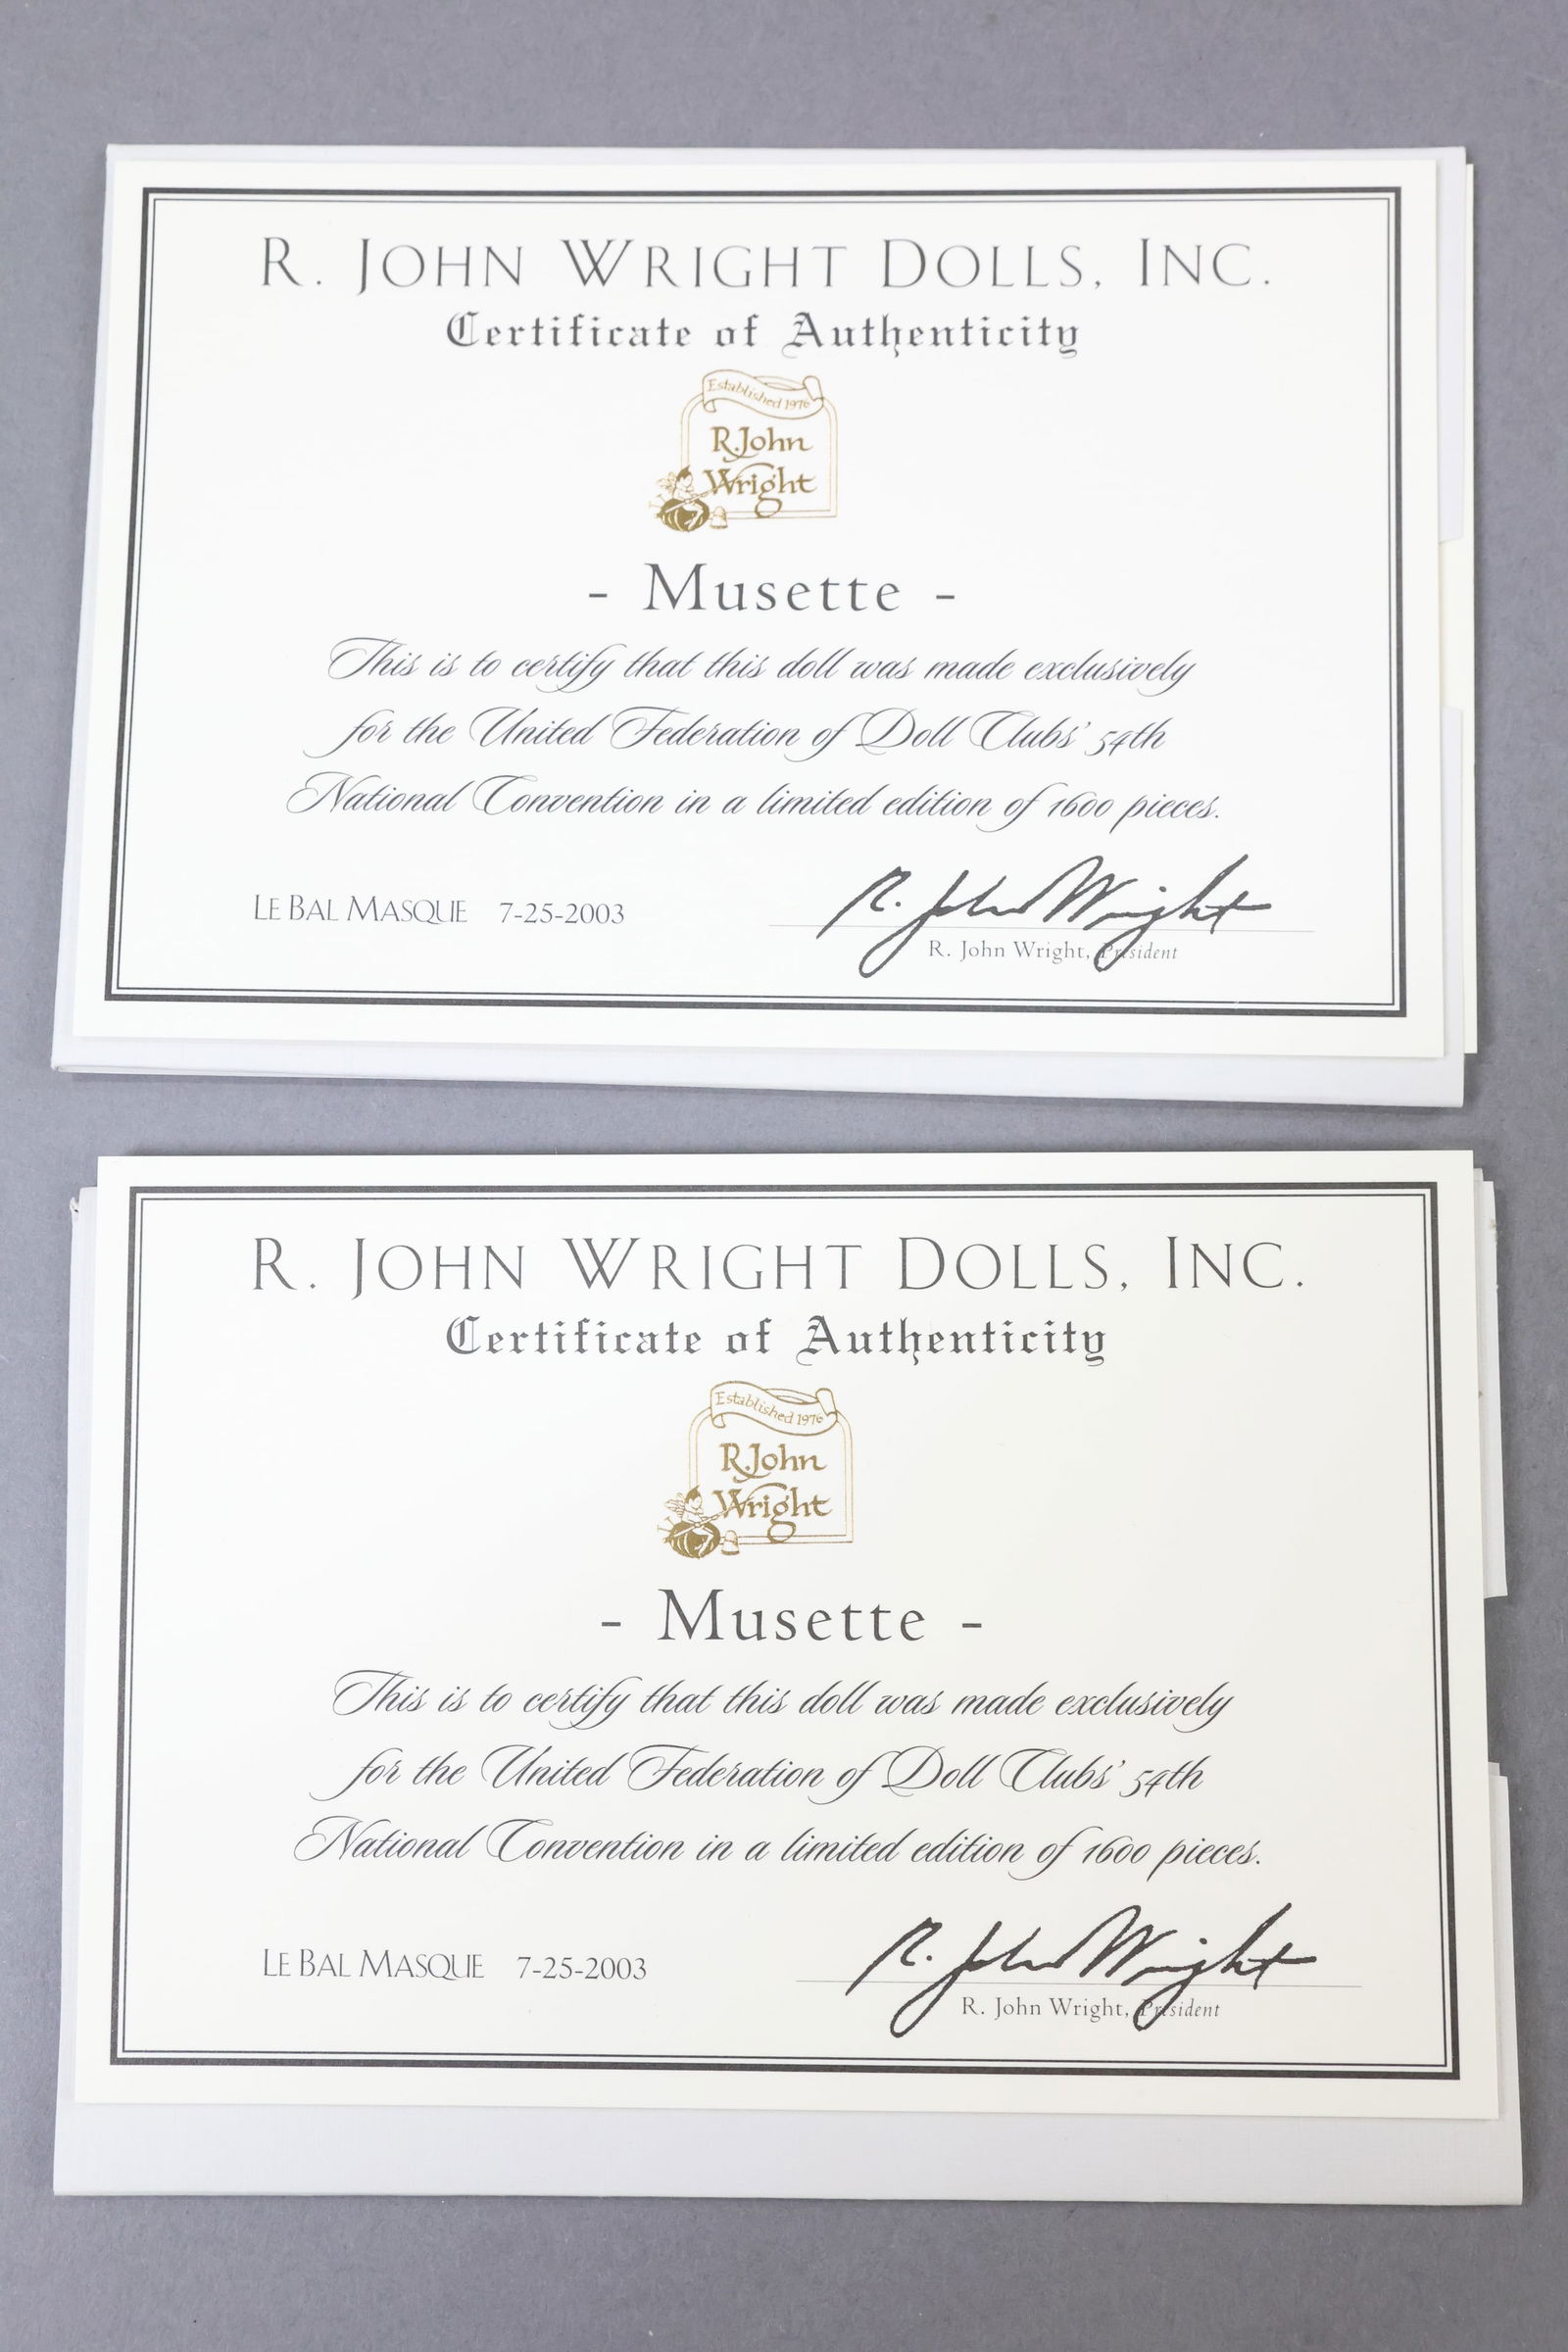 R. JOHN WRIGHT DOLLS, INC.
Certificate of Authenticity
Established 1976
R. John
Wright
- Musette -
This is to certify that this doll was made exclusively
for the United Federation of Doll Clubs' 54th
National Convention in a limited edition of 1600 pieces.
LE BAL MASQUE 7-25-2003
R. John Wright
R. John Wright, President
R. JOHN WRIGHT DOLLS, INC.
Certificate of Authenticity
Established 1976
R. John
Wright
- Musette -
This is to certify that this doll was made exclusively
for the United Federation of Doll Clubs' 54th
National Convention in a limited edition of 1600 pieces.
LE BAL MASQUE 7-25-2003
R. John Wright
R. John Wright, President